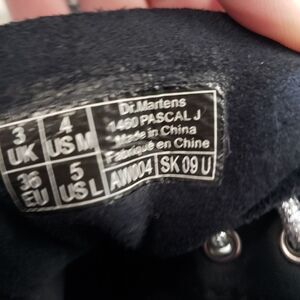 3 UK
4 US M
36 EU
5 US L
Dr.Martens
1460 PASCAL J
Made in China
Fabriqué en Chine
AW004
SK 09 U